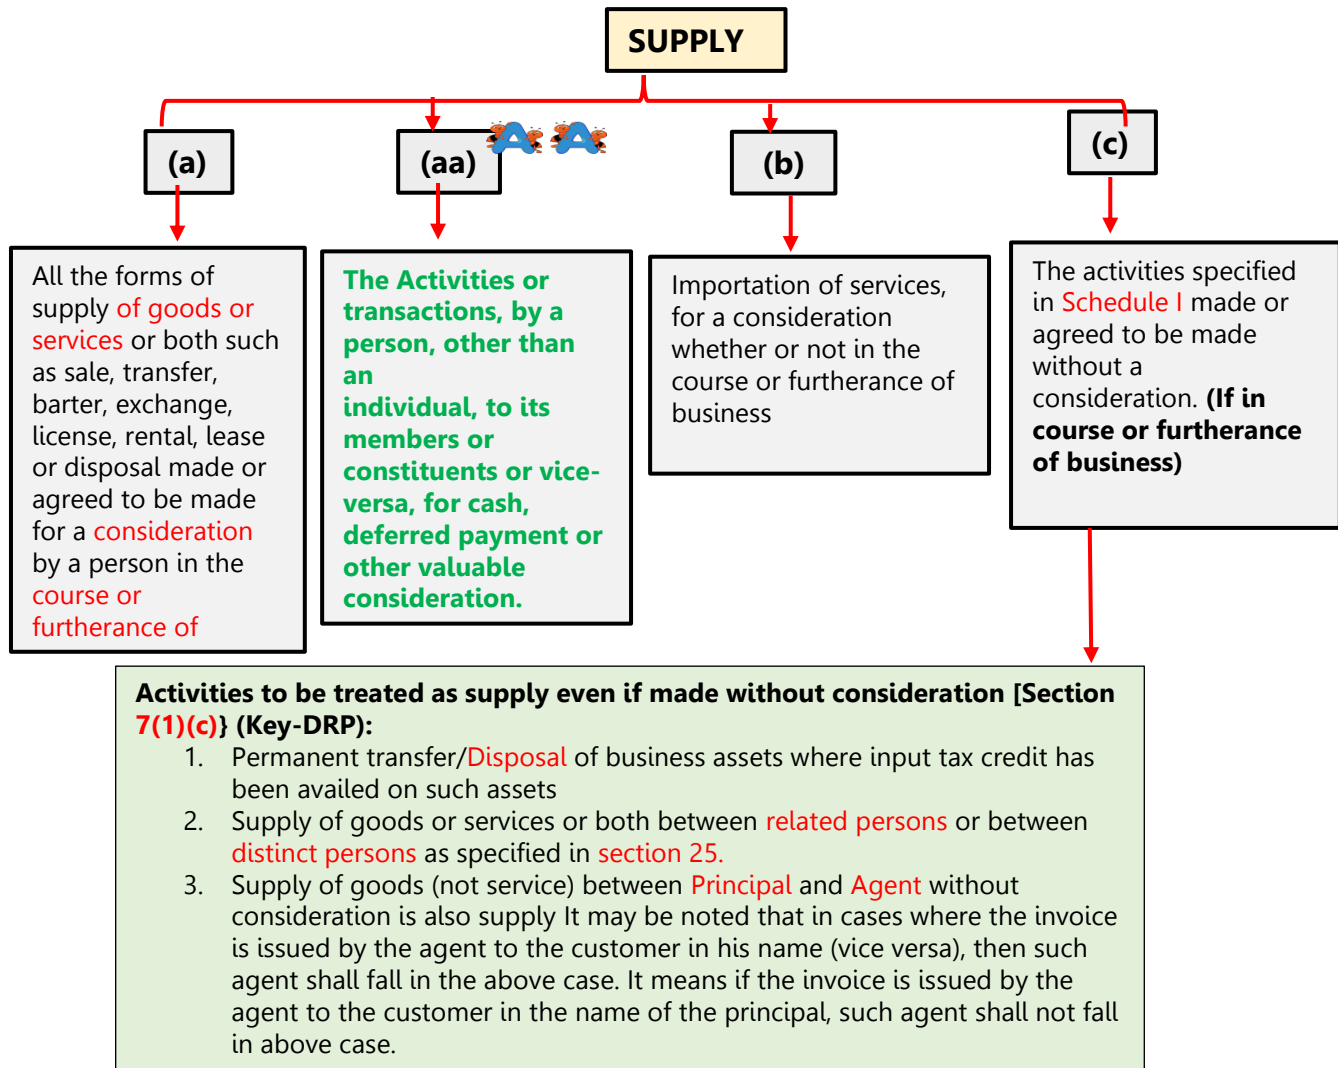 SUPPLY
(a)
(aa)
A A
(b)
(c)
All the forms of
supply of goods or
services or both such
as sale, transfer,
barter, exchange,
license, rental, lease
or disposal made or
agreed to be made
for a consideration
by a person in the
course or
furtherance of
The Activities or
transactions, by a
person, other than
an
individual, to its
members or
constituents or vice-
versa, for cash,
deferred payment or
other valuable
consideration.
Importation of services,
for a consideration
whether or not in the
course or furtherance of
business
The activities specified
in Schedule I made or
agreed to be made
without a
consideration. (If in
course or furtherance
of business)
Activities to be treated as supply even if made without consideration [Section
7(1)(c)} (Key-DRP):
1. Permanent transfer/Disposal of business assets where input tax credit has
been availed on such assets
2. Supply of goods or services or both between related persons or between
distinct persons as specified in section 25.
3. Supply of goods (not service) between Principal and Agent without
consideration is also supply It may be noted that in cases where the invoice
is issued by the agent to the customer in his name (vice versa), then such
agent shall fall in the above case. It means if the invoice is issued by the
agent to the customer in the name of the principal, such agent shall not fall
in above case.